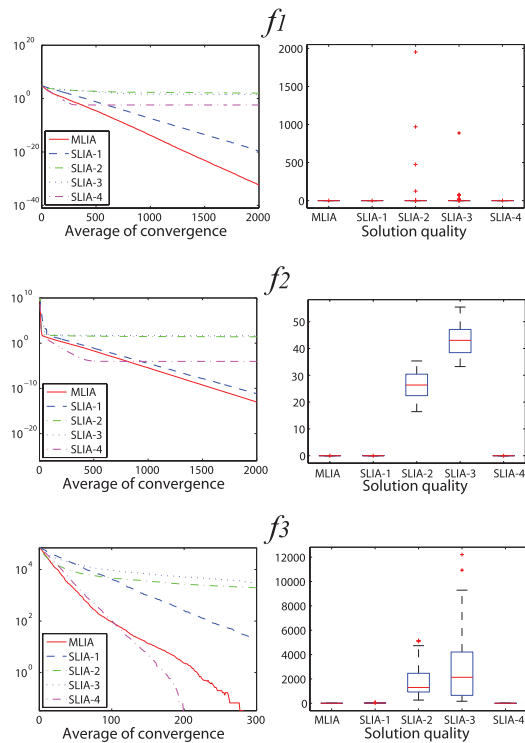 f1
10^20
10^0
10^-20
10^-40
MLIA
SLIA-1
SLIA-2
SLIA-3
SLIA-4
0 500 1000 1500 2000
Average of convergence
2000
1500
1000
500
0
MLIA SLIA-1 SLIA-2 SLIA-3 SLIA-4
Solution quality
f2
10^10
10^0
10^-10
10^-20
MLIA
SLIA-1
SLIA-2
SLIA-3
SLIA-4
0 500 1000 1500 2000
Average of convergence
50
40
30
20
10
0
MLIA SLIA-1 SLIA-2 SLIA-3 SLIA-4
Solution quality
f3
10^4
10^2
10^0
MLIA
SLIA-1
SLIA-2
SLIA-3
SLIA-4
0 100 200 300
Average of convergence
12000
10000
8000
6000
4000
2000
0
MLIA SLIA-1 SLIA-2 SLIA-3 SLIA-4
Solution quality